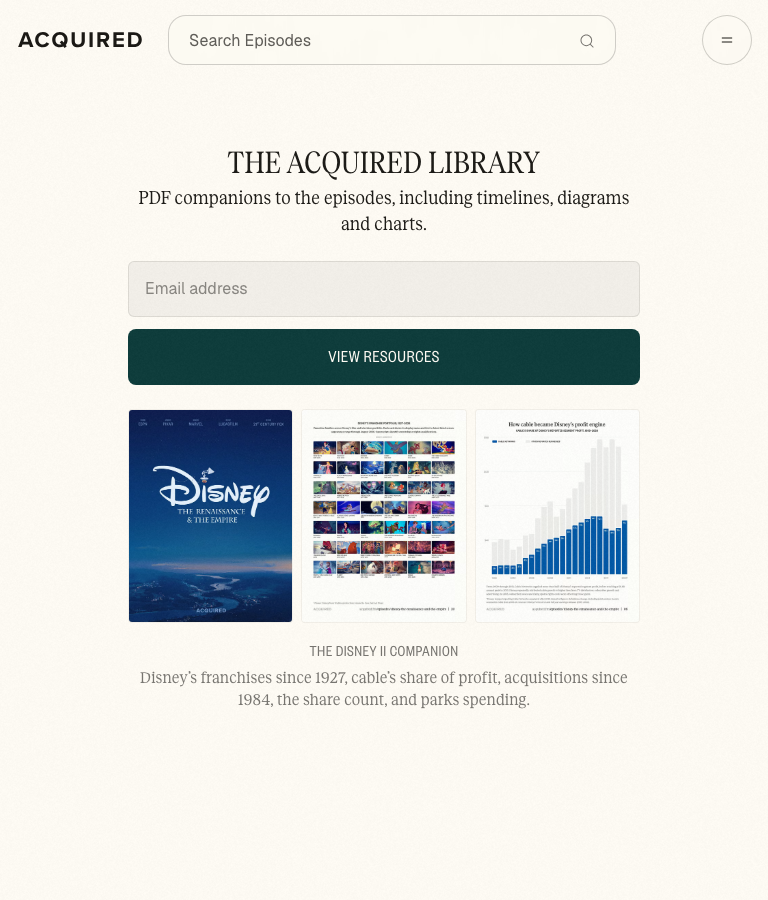 ACQUIRED
Search Episodes
THE ACQUIRED LIBRARY
PDF companions to the episodes, including timelines, diagrams
and charts.
Email address
VIEW RESOURCES
DISNEY
THE RENAISSANCE
& THE EMPIRE
ACQUIRED
How cable became Disney's profit engine
THE DISNEY II COMPANION
Disney’s franchises since 1927, cable’s share of profit, acquisitions since
1984, the share count, and parks spending.